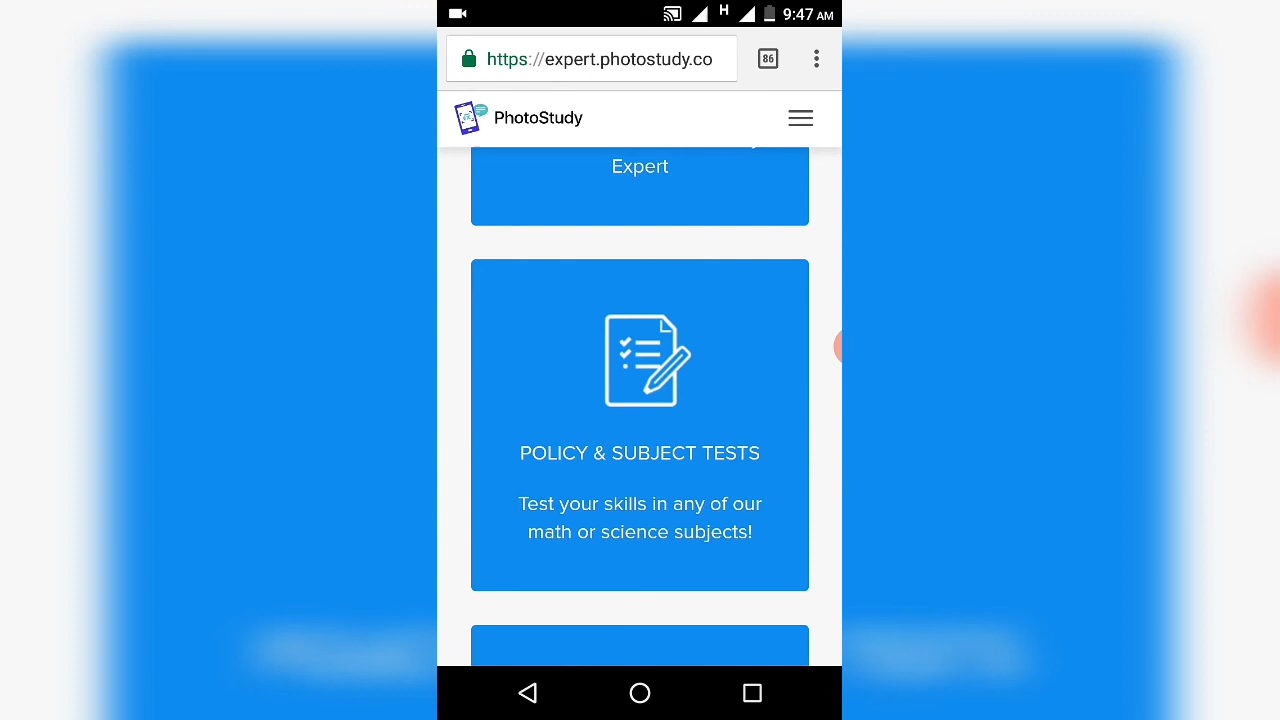 H 9:47 AM
https://expert.photostudy.co 86
PhotoStudy
Expert
POLICY & SUBJECT TESTS
Test your skills in any of our
math or science subjects!